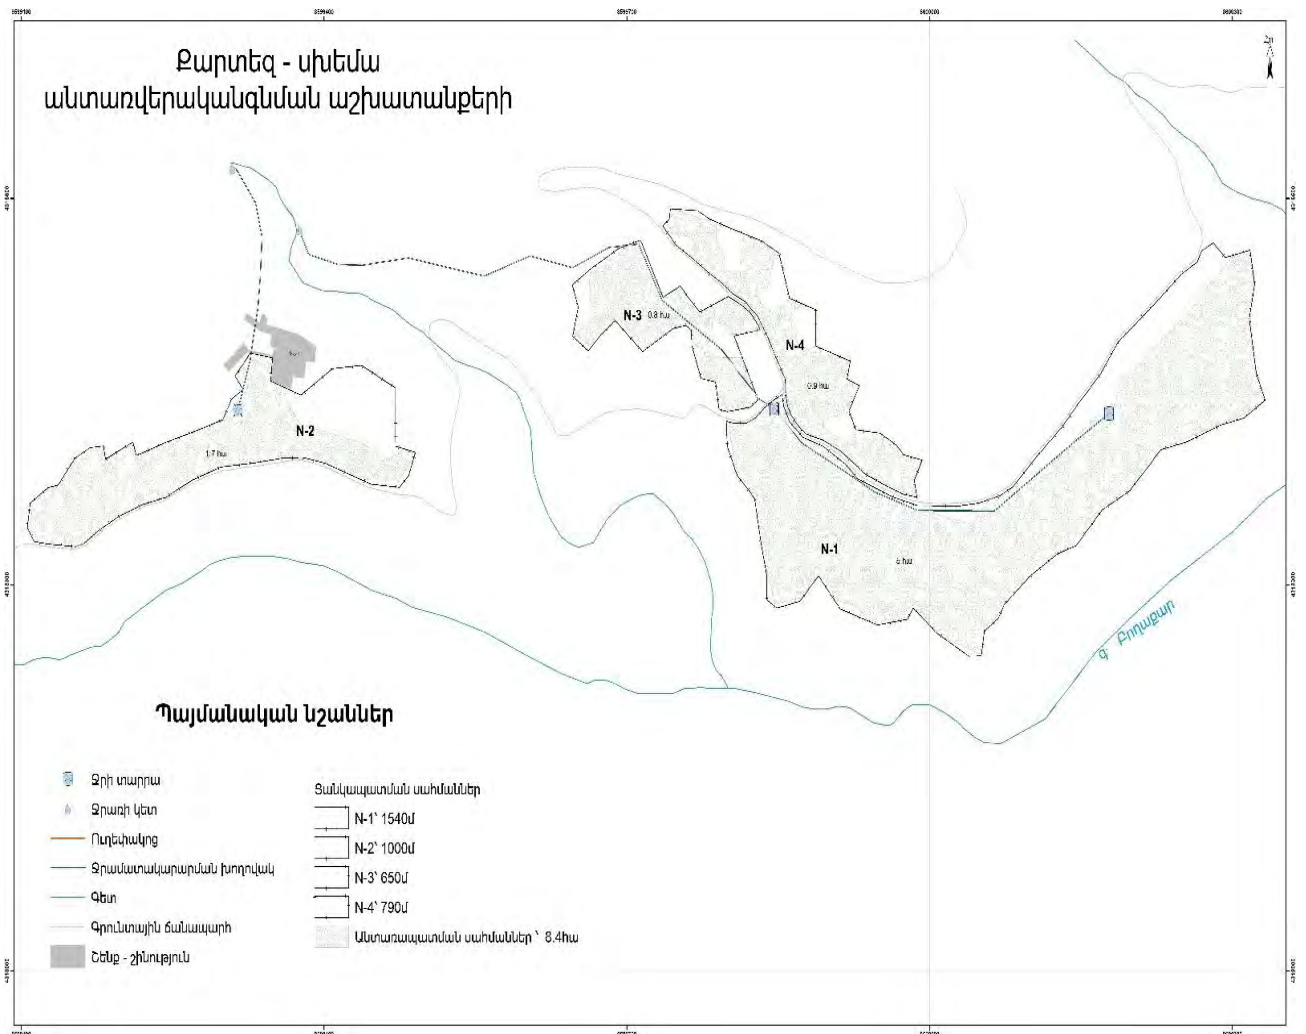 Քարտեզ - սխեմա
անտառվերականգնման աշխատանքերի
N-3
0.8 հա
N-4
0.9 հա
N-2
1.7 հա
N-1
5 հա
գ. Բողաքար
Պայմանական նշաններ
Ջրի տարրա
Ջրառի կետ
Ուղեփակոց
Ջրամատակարարման խողովակ
Գետ
Գրունտային ճանապարհ
Շենք - շինություն
Ցանկապատման սահմաններ
N-1՝ 1540մ
N-2՝ 1000մ
N-3՝ 650մ
N-4՝ 790մ
Անտառապատման սահմաններ ՝ 8.4հա